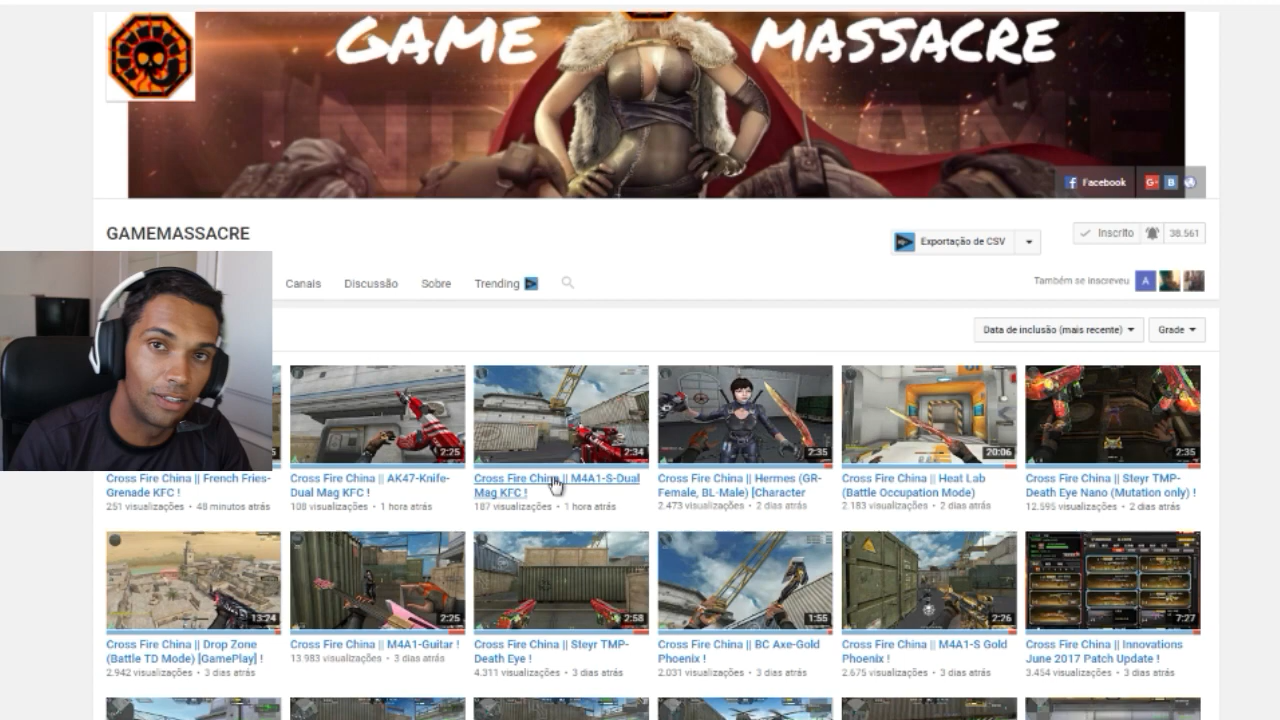 GAME MASSACRE
Facebook
GAMEMASSACRE
Exportação de CSV
Inscrito 38.561
Canais Discussão Sobre Trending
Também se inscreveu A
Data de inclusão (mais recente) Grade
2:25 2:34 2:35 20:06 2:35
Cross Fire China || French Fries-
Grenade KFC !
251 visualizações • 48 minutos atrás
Cross Fire China || AK47-Knife-
Dual Mag KFC !
108 visualizações • 1 hora atrás
Cross Fire China || M4A1-S-Dual
Mag KFC !
187 visualizações • 1 hora atrás
Cross Fire China || Hermes (GR-
Female, BL-Male) [Character
2.473 visualizações • 2 dias atrás
Cross Fire China || Heat Lab
(Battle Occupation Mode)
2.183 visualizações • 2 dias atrás
Cross Fire China || Steyr TMP-
Death Eye Nano (Mutation only) !
12.595 visualizações • 2 dias atrás
13:24 2:25 2:58 1:55 2:26 7:27
Cross Fire China || Drop Zone
(Battle TD Mode) [GamePlay] !
2.942 visualizações • 3 dias atrás
Cross Fire China || M4A1-Guitar !
13.983 visualizações • 3 dias atrás
Cross Fire China || Steyr TMP-
Death Eye !
4.311 visualizações • 3 dias atrás
Cross Fire China || BC Axe-Gold
Phoenix !
2.031 visualizações • 3 dias atrás
Cross Fire China || M4A1-S Gold
Phoenix !
2.675 visualizações • 3 dias atrás
Cross Fire China || Innovations
June 2017 Patch Update !
3.454 visualizações • 3 dias atrás